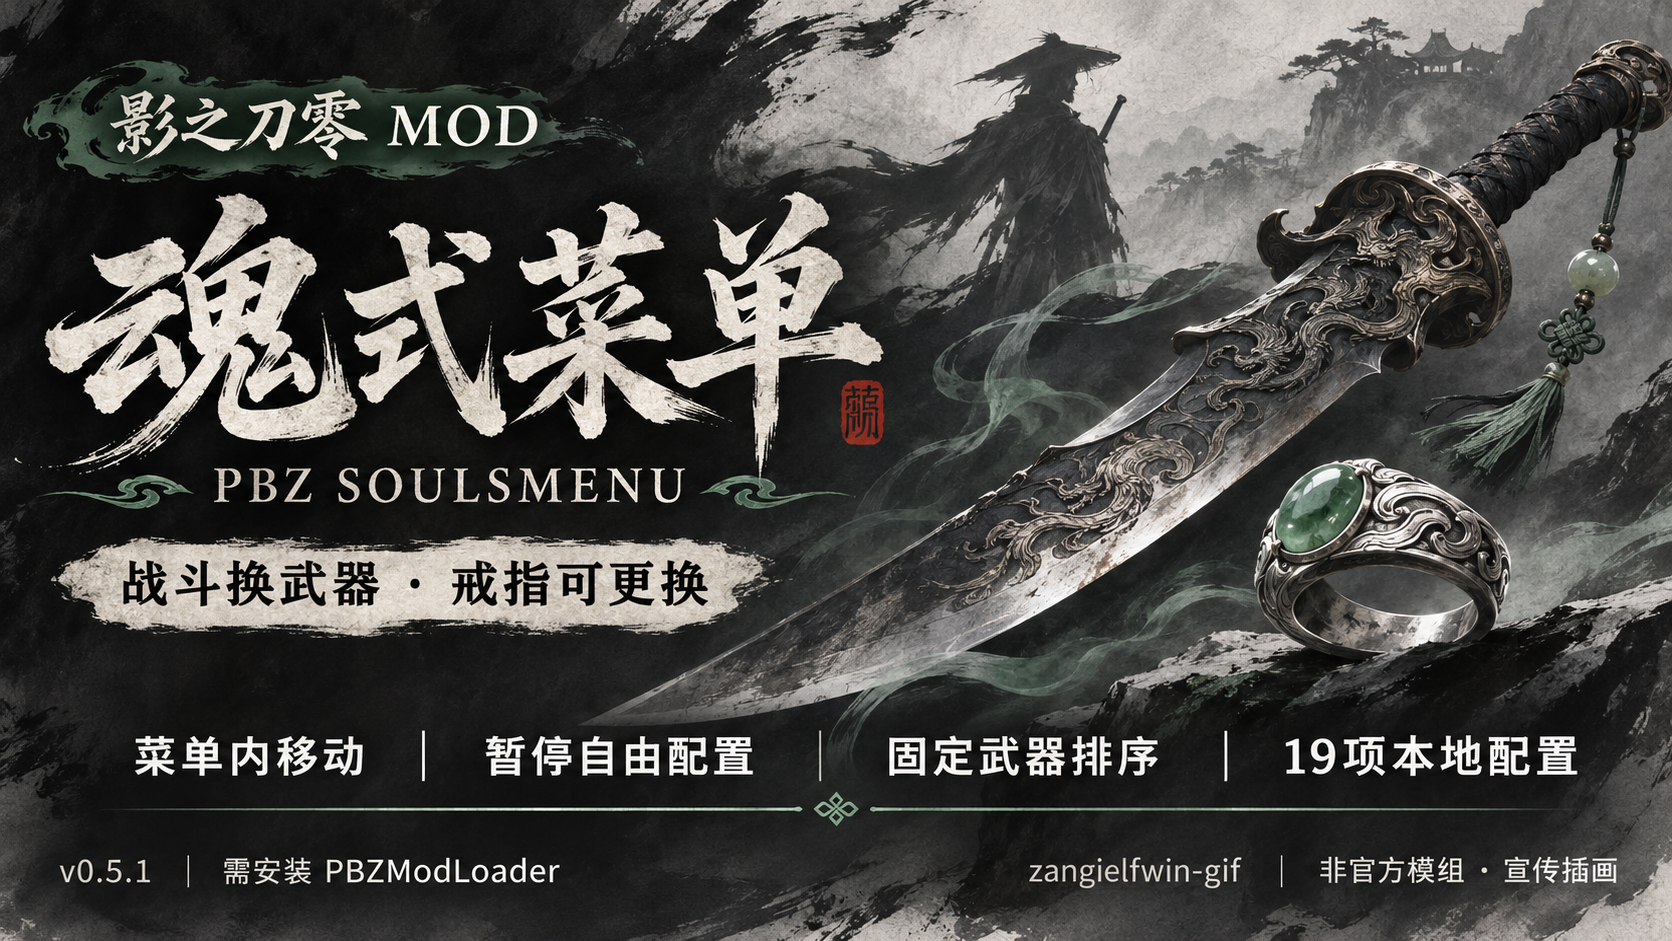 影之刀零 MOD
魂式菜单
PBZ SOULSMENU
战斗换武器 · 戒指可更换
菜单内移动 | 暂停自由配置 | 固定武器排序 | 19项本地配置
v0.5.1 | 需安装 PBZModLoader
zangielfwin-gif | 非官方模组 · 宣传插画